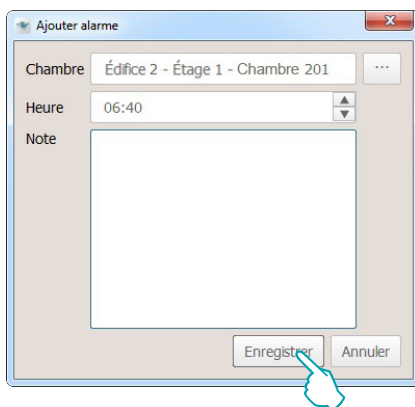 Ajouter alarme
Chambre Édifice 2 - Étage 1 - Chambre 201 ...
Heure 06:40
Note
Enregistrer Annuler